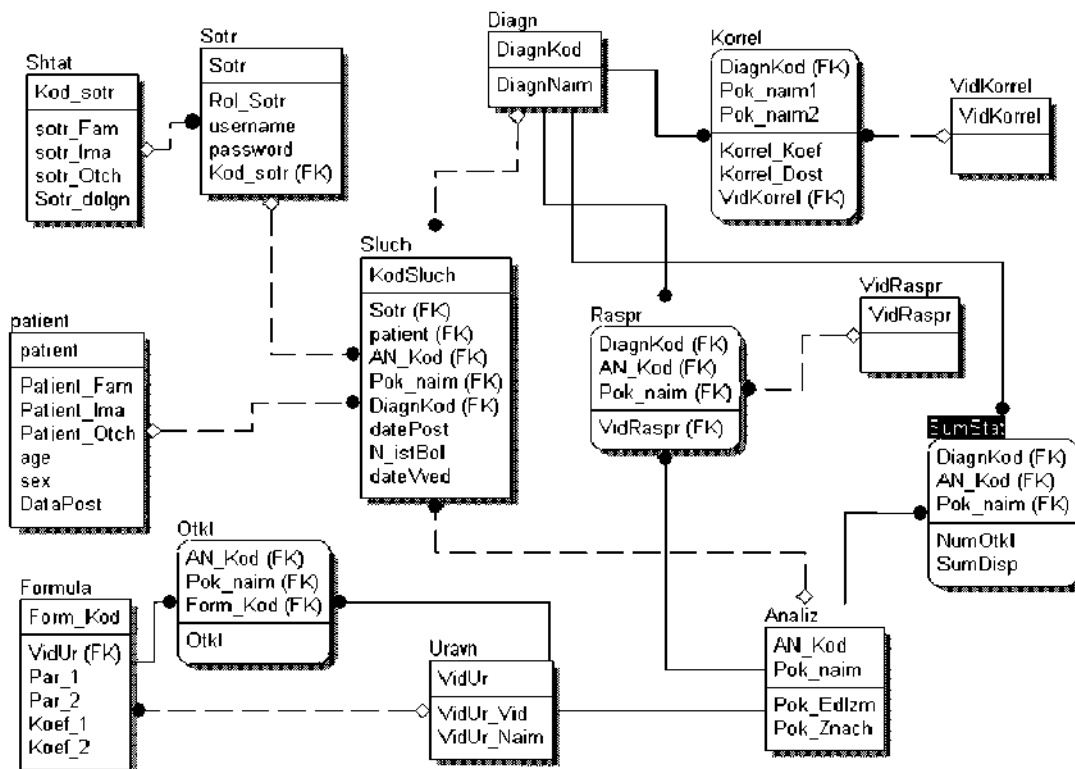 Shtat
Kod_sotr
sotr_Fam
sotr_Ima
sotr_Otch
Sotr_dolgn
Sotr
Sotr
Rol_Sotr
username
password
Kod_sotr (FK)
Diagn
DiagnKod
DiagnNaim
Korrel
DiagnKod (FK)
Pok_naim1
Pok_naim2
Korrel_Koef
Korrel_Dost
VidKorrel (FK)
VidKorrel
VidKorrel
patient
patient
Patient_Fam
Patient_Ima
Patient_Otch
age
sex
DataPost
Sluch
KodSluch
Sotr (FK)
patient (FK)
AN_Kod (FK)
Pok_naim (FK)
DiagnKod (FK)
datePost
N_istBol
dateVved
Raspr
DiagnKod (FK)
AN_Kod (FK)
Pok_naim (FK)
VidRaspr (FK)
VidRaspr
VidRaspr
SumStat
DiagnKod (FK)
AN_Kod (FK)
Pok_naim (FK)
NumOtkl
SumDisp
Formula
Form_Kod
VidUr (FK)
Par_1
Par_2
Koef_1
Koef_2
Otkl
AN_Kod (FK)
Pok_naim (FK)
Form_Kod (FK)
Otkl
Uravn
VidUr
VidUr_Vid
VidUr_Naim
Analiz
AN_Kod
Pok_naim
Pok_EdIzm
Pok_Znach